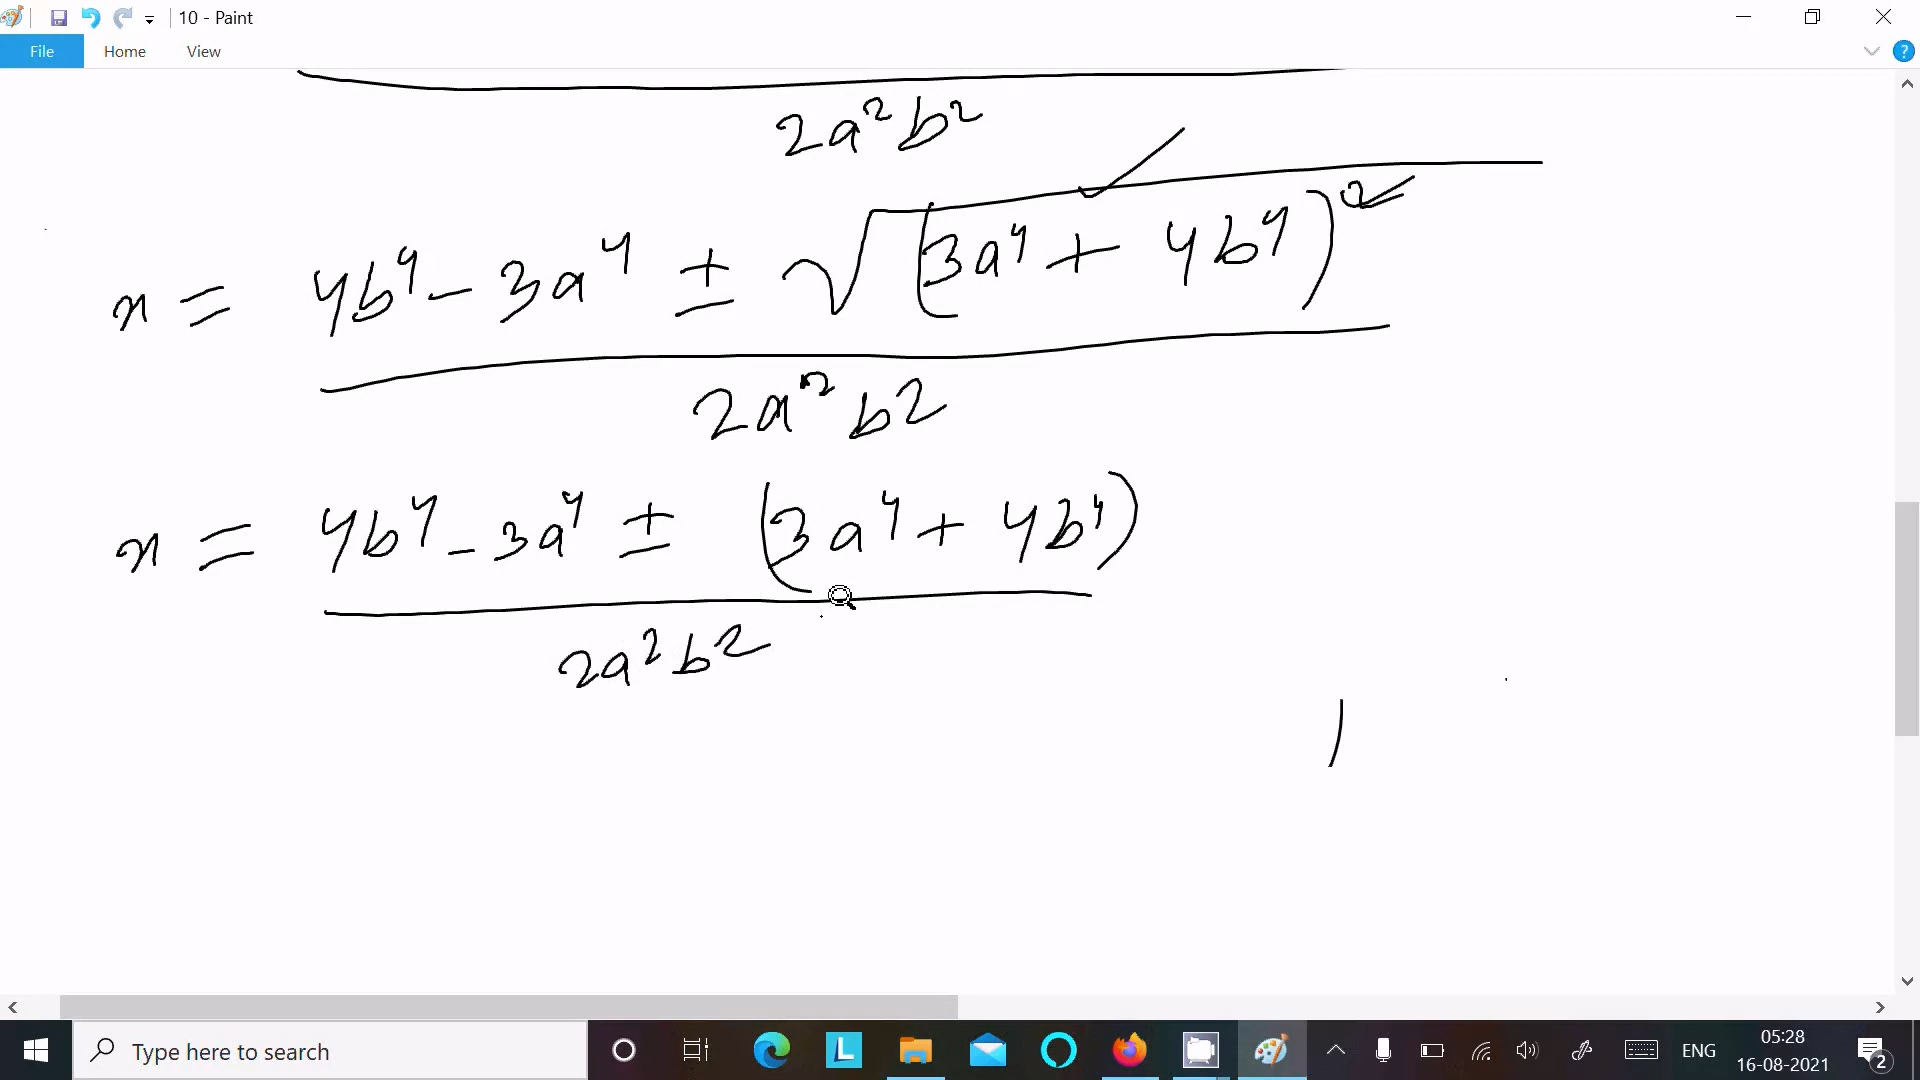 10 - Paint
File Home View
2a²b²
x = 4b⁴ - 3a⁴ ± √(3a⁴ + 4b⁴)²
2a²b2
x = 4b⁴ - 3a⁴ ± (3a⁴ + 4b⁴)
2a²b²
Type here to search
L
ENG
05:28
16-08-2021
2